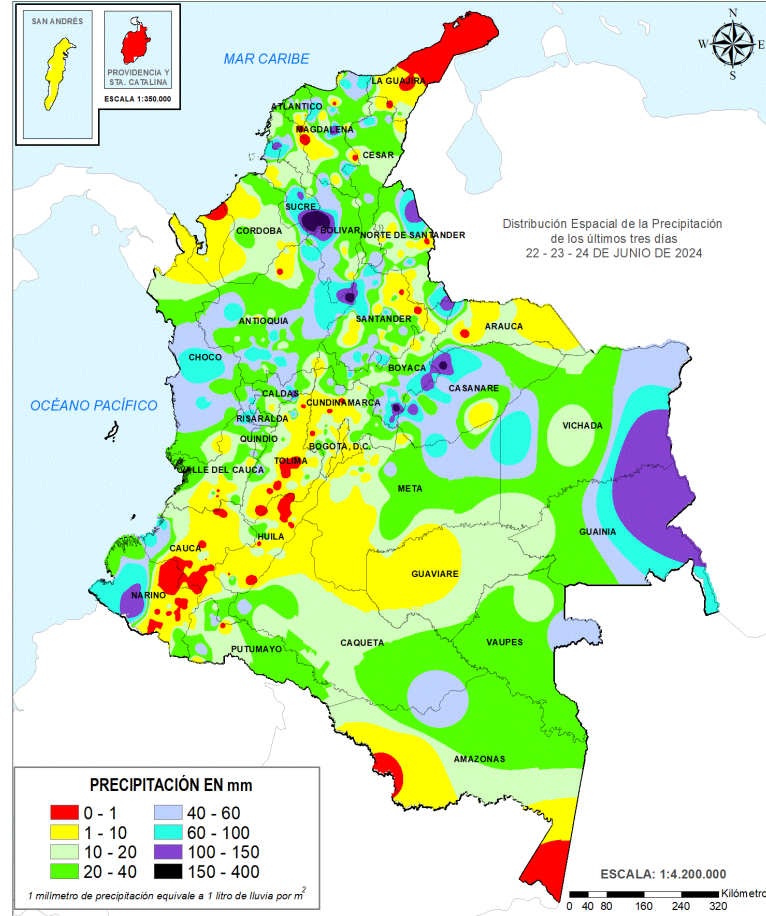 SAN ANDRÉS
PROVIDENCIA Y
STA. CATALINA
ESCALA 1:350.000
MAR CARIBE
N
W
E
S
LA GUAJIRA
ATLANTICO
MAGDALENA
CESAR
SUCRE
CORDOBA
BOLIVAR
NORTE DE SANTANDER
Distribución Espacial de la Precipitación
de los últimos tres días
22 - 23 - 24 DE JUNIO DE 2024
ANTIOQUIA
SANTANDER
ARAUCA
CHOCO
BOYACA
CASANARE
OCÉANO PACÍFICO
CALDAS
CUNDINAMARCA
RISARALDA
VICHADA
QUINDIO
BOGOTA, D.C.
TOLIMA
VALLE DEL CAUCA
META
GUAINIA
HUILA
CAUCA
GUAVIARE
NARIÑO
CAQUETA
VAUPES
PUTUMAYO
AMAZONAS
PRECIPITACIÓN EN mm
0 - 1
40 - 60
1 - 10
60 - 100
10 - 20
100 - 150
20 - 40
150 - 400
1 milímetro de precipitación equivale a 1 litro de lluvia por m2
ESCALA: 1:4.200.000
Kilómetro
0 40 80 160 240 320